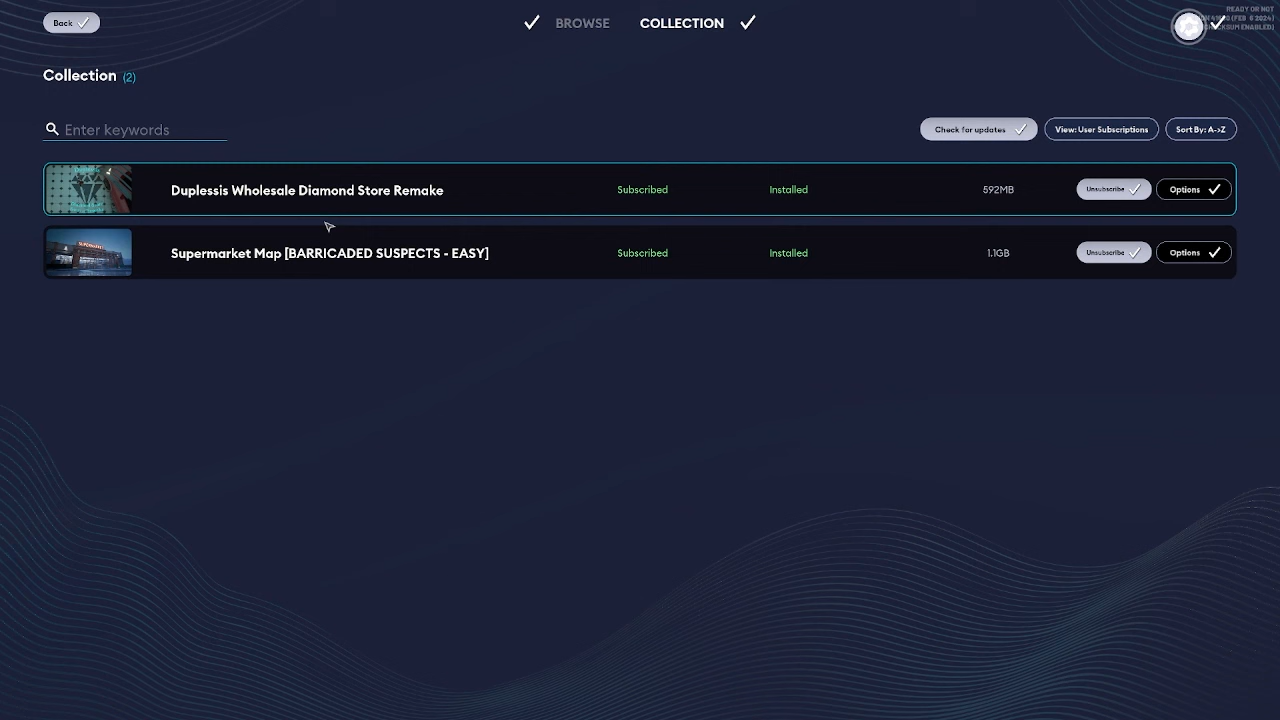 Back
BROWSE
COLLECTION
READY OR NOT
Collection (2)
Enter keywords
Check for updates
View: User Subscriptions
Sort By: A->Z
Duplessis Wholesale Diamond Store Remake
Subscribed
Installed
592MB
Unsubscribe
Options
SUPERMARKET
Supermarket Map [BARRICADED SUSPECTS - EASY]
Subscribed
Installed
1.1GB
Unsubscribe
Options